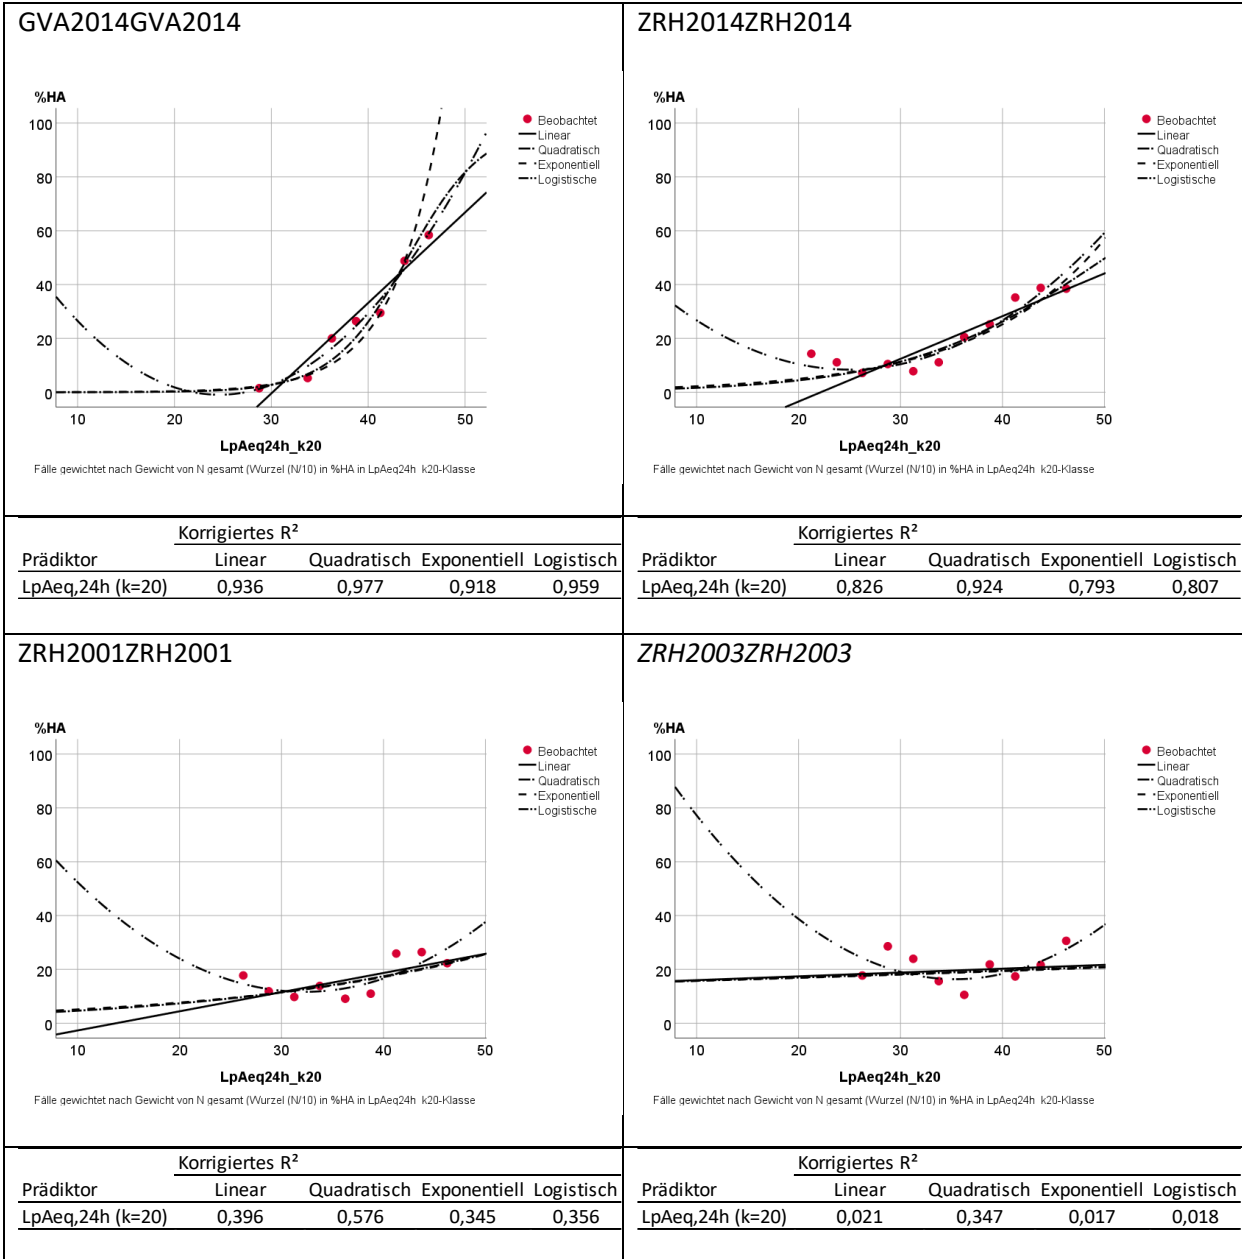 GVA2014GVA2014
%HA
100
80
60
40
20
0
10 20 30 40 50
LpAeq24h_k20
Beobachtet
Linear
Quadratisch
Exponentiell
Logistische
Fälle gewichtet nach Gewicht von N gesamt (Wurzel (N/10) in %HA in LpAeq24h_k20-Klasse
Korrigiertes R²
Prädiktor Linear Quadratisch Exponentiell Logistisch
LpAeq,24h (k=20) 0,936 0,977 0,918 0,959
ZRH2014ZRH2014
%HA
100
80
60
40
20
0
10 20 30 40 50
LpAeq24h_k20
Beobachtet
Linear
Quadratisch
Exponentiell
Logistische
Fälle gewichtet nach Gewicht von N gesamt (Wurzel (N/10) in %HA in LpAeq24h_k20-Klasse
Korrigiertes R²
Prädiktor Linear Quadratisch Exponentiell Logistisch
LpAeq,24h (k=20) 0,826 0,924 0,793 0,807
ZRH2001ZRH2001
%HA
100
80
60
40
20
0
10 20 30 40 50
LpAeq24h_k20
Beobachtet
Linear
Quadratisch
Exponentiell
Logistische
Fälle gewichtet nach Gewicht von N gesamt (Wurzel (N/10) in %HA in LpAeq24h_k20-Klasse
Korrigiertes R²
Prädiktor Linear Quadratisch Exponentiell Logistisch
LpAeq,24h (k=20) 0,396 0,576 0,345 0,356
ZRH2003ZRH2003
%HA
100
80
60
40
20
0
10 20 30 40 50
LpAeq24h_k20
Beobachtet
Linear
Quadratisch
Exponentiell
Logistische
Fälle gewichtet nach Gewicht von N gesamt (Wurzel (N/10) in %HA in LpAeq24h_k20-Klasse
Korrigiertes R²
Prädiktor Linear Quadratisch Exponentiell Logistisch
LpAeq,24h (k=20) 0,021 0,347 0,017 0,018